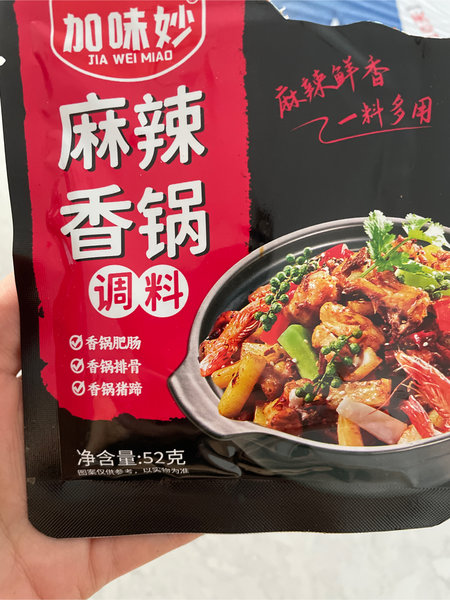 加味妙
JIA WEI MIAO
麻辣
香锅
调料
香锅肥肠
香锅排骨
香锅猪蹄
净含量:52克
图案仅供参考,以实物为准
麻辣鲜香
一料多用